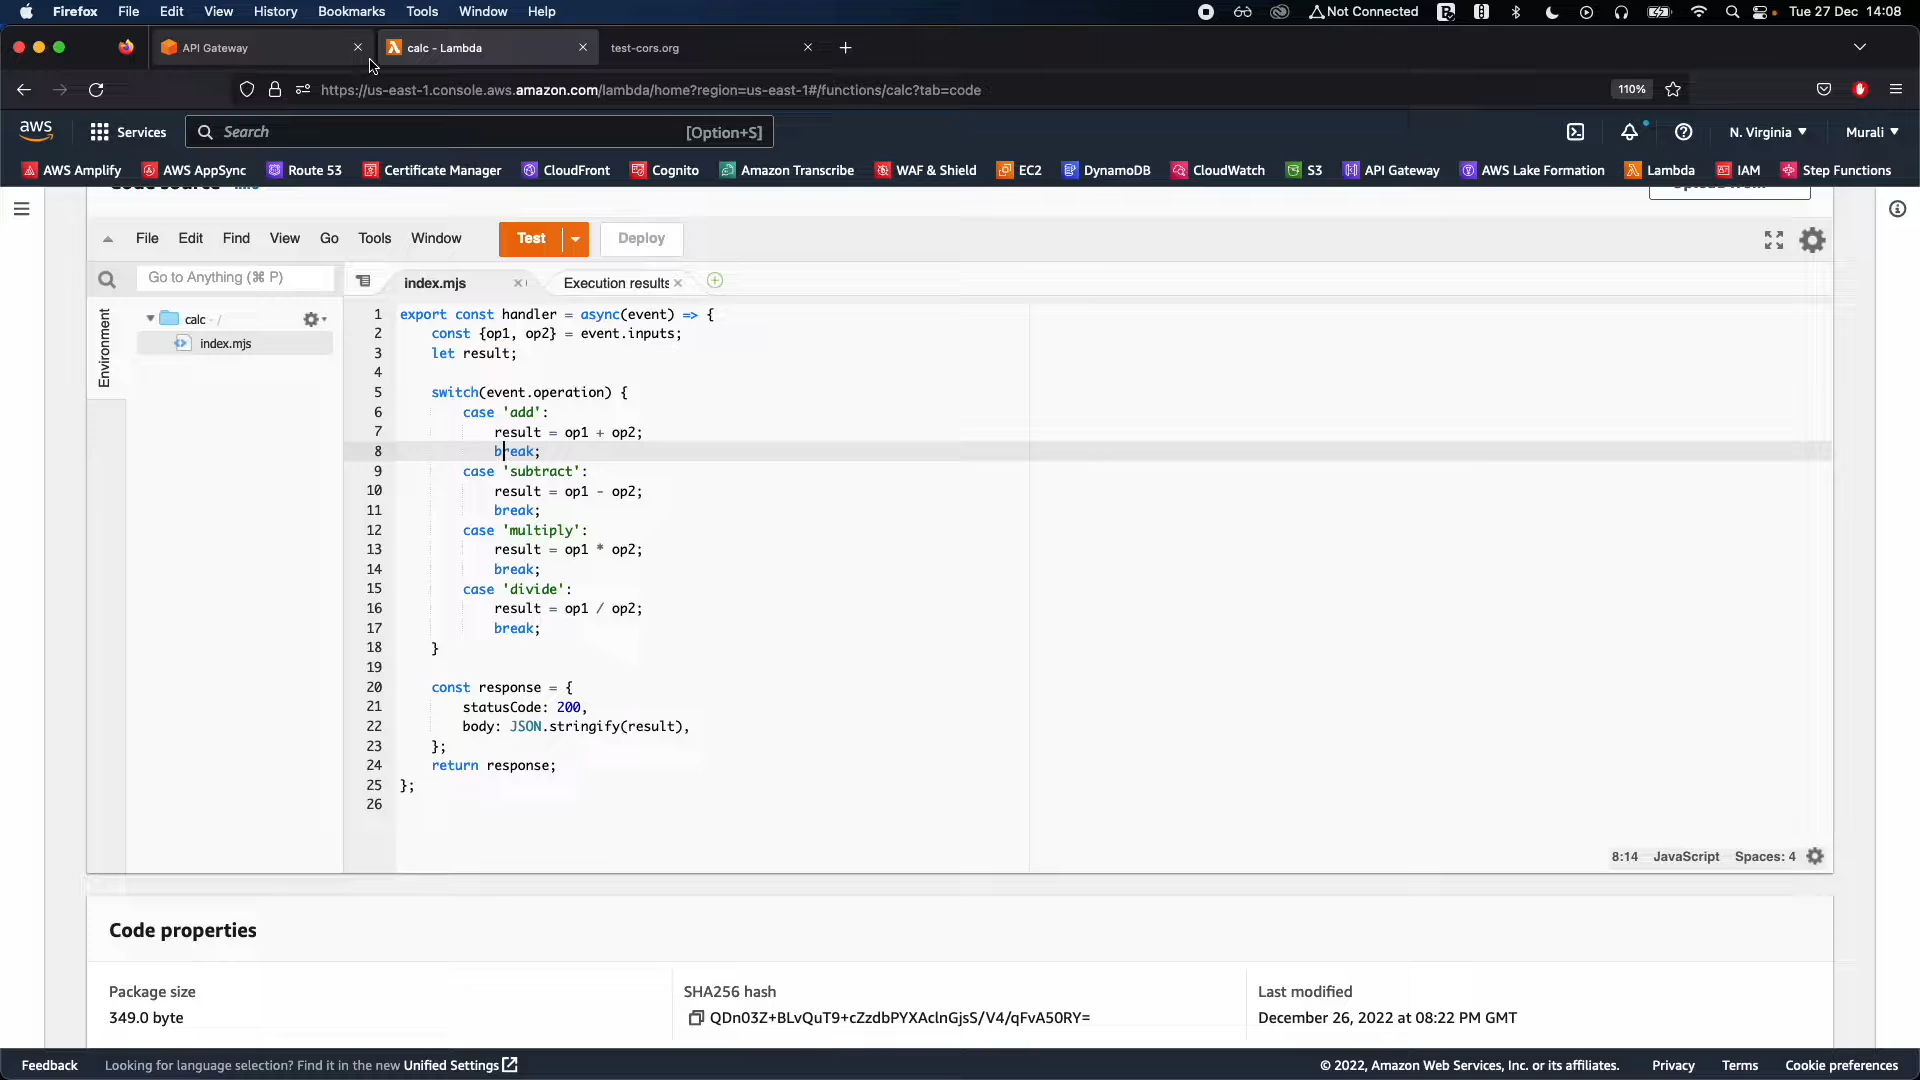 Firefox File Edit View History Bookmarks Tools Window Help Not Connected Tue 27 Dec 14:08
API Gateway calc - Lambda test-cors.org
https://us-east-1.console.aws.amazon.com/lambda/home?region=us-east-1#/functions/calc?tab=code 110%
aws Services Search [Option+S] N. Virginia Murali
AWS Amplify AWS AppSync Route 53 Certificate Manager CloudFront Cognito Amazon Transcribe WAF & Shield EC2 DynamoDB CloudWatch S3 API Gateway AWS Lake Formation Lambda IAM Step Functions
File Edit Find View Go Tools Window Test Deploy
Go to Anything (⌘ P) index.mjs Execution results
Environment
calc - /
index.mjs
1 export const handler = async(event) => {
2 const {op1, op2} = event.inputs;
3 let result;
4
5 switch(event.operation) {
6 case 'add':
7 result = op1 + op2;
8 break;
9 case 'subtract':
10 result = op1 - op2;
11 break;
12 case 'multiply':
13 result = op1 * op2;
14 break;
15 case 'divide':
16 result = op1 / op2;
17 break;
18 }
19
20 const response = {
21 statusCode: 200,
22 body: JSON.stringify(result),
23 };
24 return response;
25 };
26
8:14 JavaScript Spaces: 4
Code properties
Package size
349.0 byte
SHA256 hash
QDn03Z+BLvQuT9+cZzdbPYXAclnGjsS/V4/qFvA50RY=
Last modified
December 26, 2022 at 08:22 PM GMT
Feedback Looking for language selection? Find it in the new Unified Settings © 2022, Amazon Web Services, Inc. or its affiliates. Privacy Terms Cookie preferences